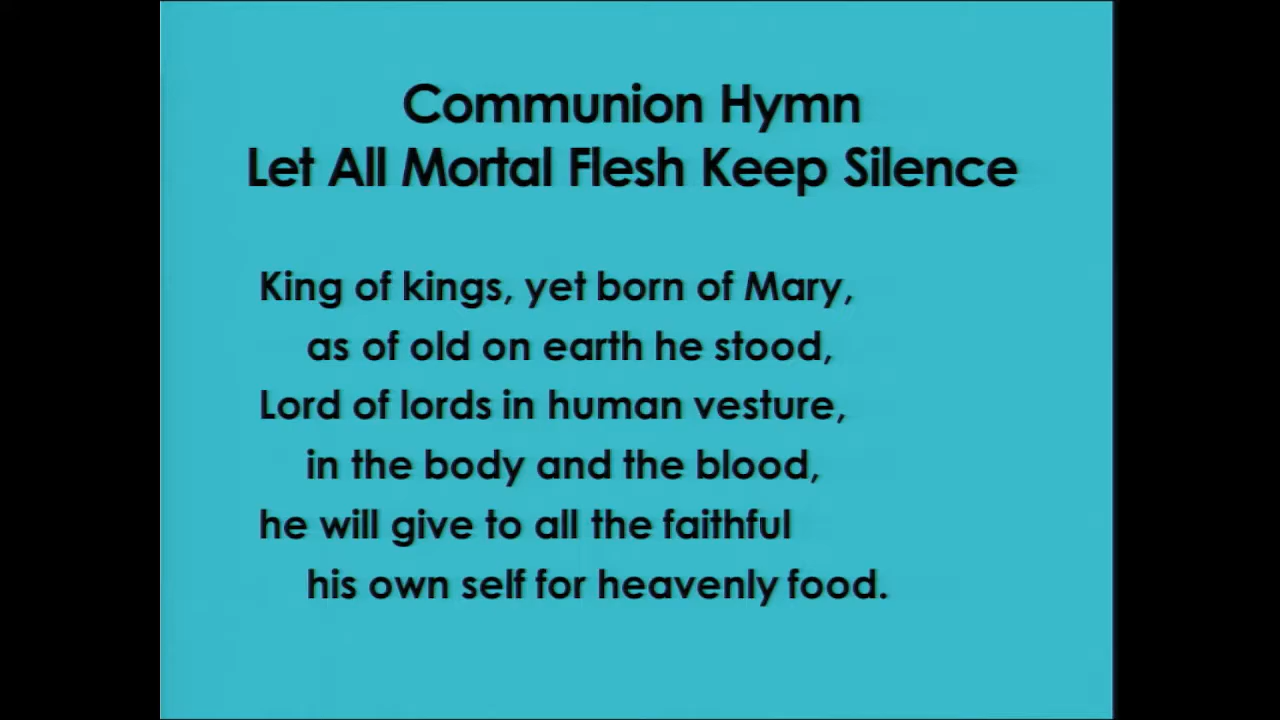 Communion Hymn
Let All Mortal Flesh Keep Silence
King of kings, yet born of Mary,
as of old on earth he stood,
Lord of lords in human vesture,
in the body and the blood,
he will give to all the faithful
his own self for heavenly food.